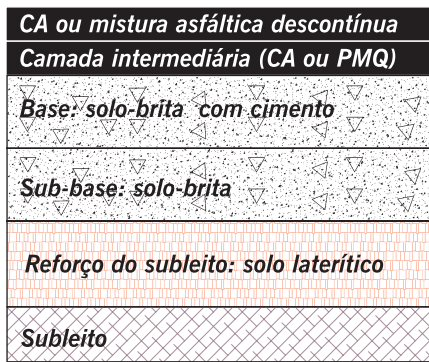 CA ou mistura asfáltica descontínua
Camada intermediária (CA ou PMQ)
Base: solo-brita com cimento
Sub-base: solo-brita
Reforço do subleito: solo laterítico
Subleito